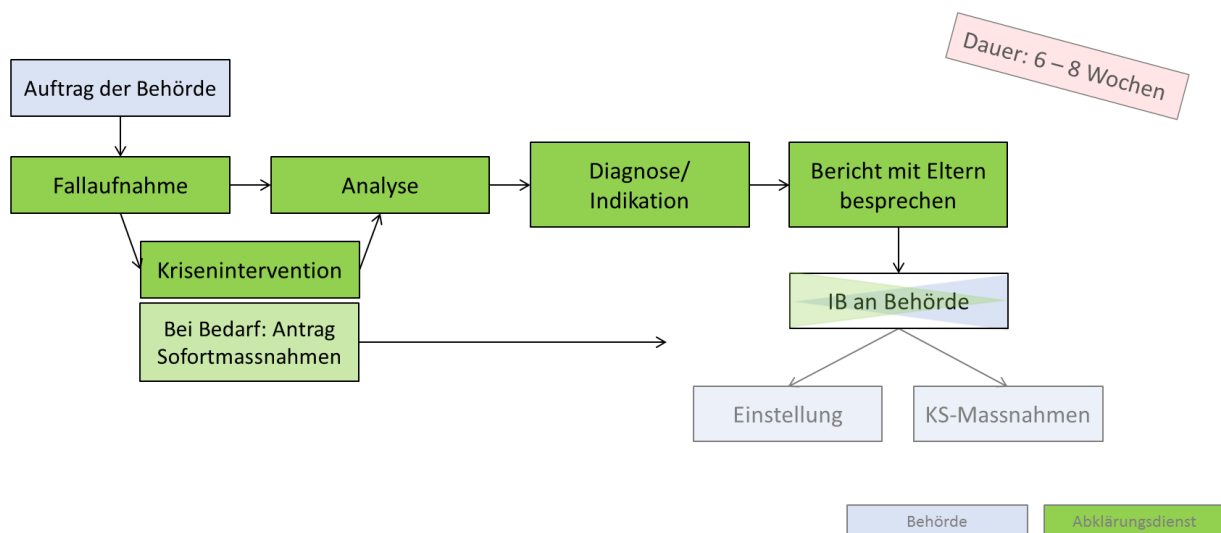 Dauer: 6 – 8 Wochen
Auftrag der Behörde
Fallaufnahme
Analyse
Diagnose/
Indikation
Bericht mit Eltern
besprechen
Krisenintervention
Bei Bedarf: Antrag
Sofortmassnahmen
IB an Behörde
Einstellung
KS-Massnahmen
Behörde
Abklärungsdienst